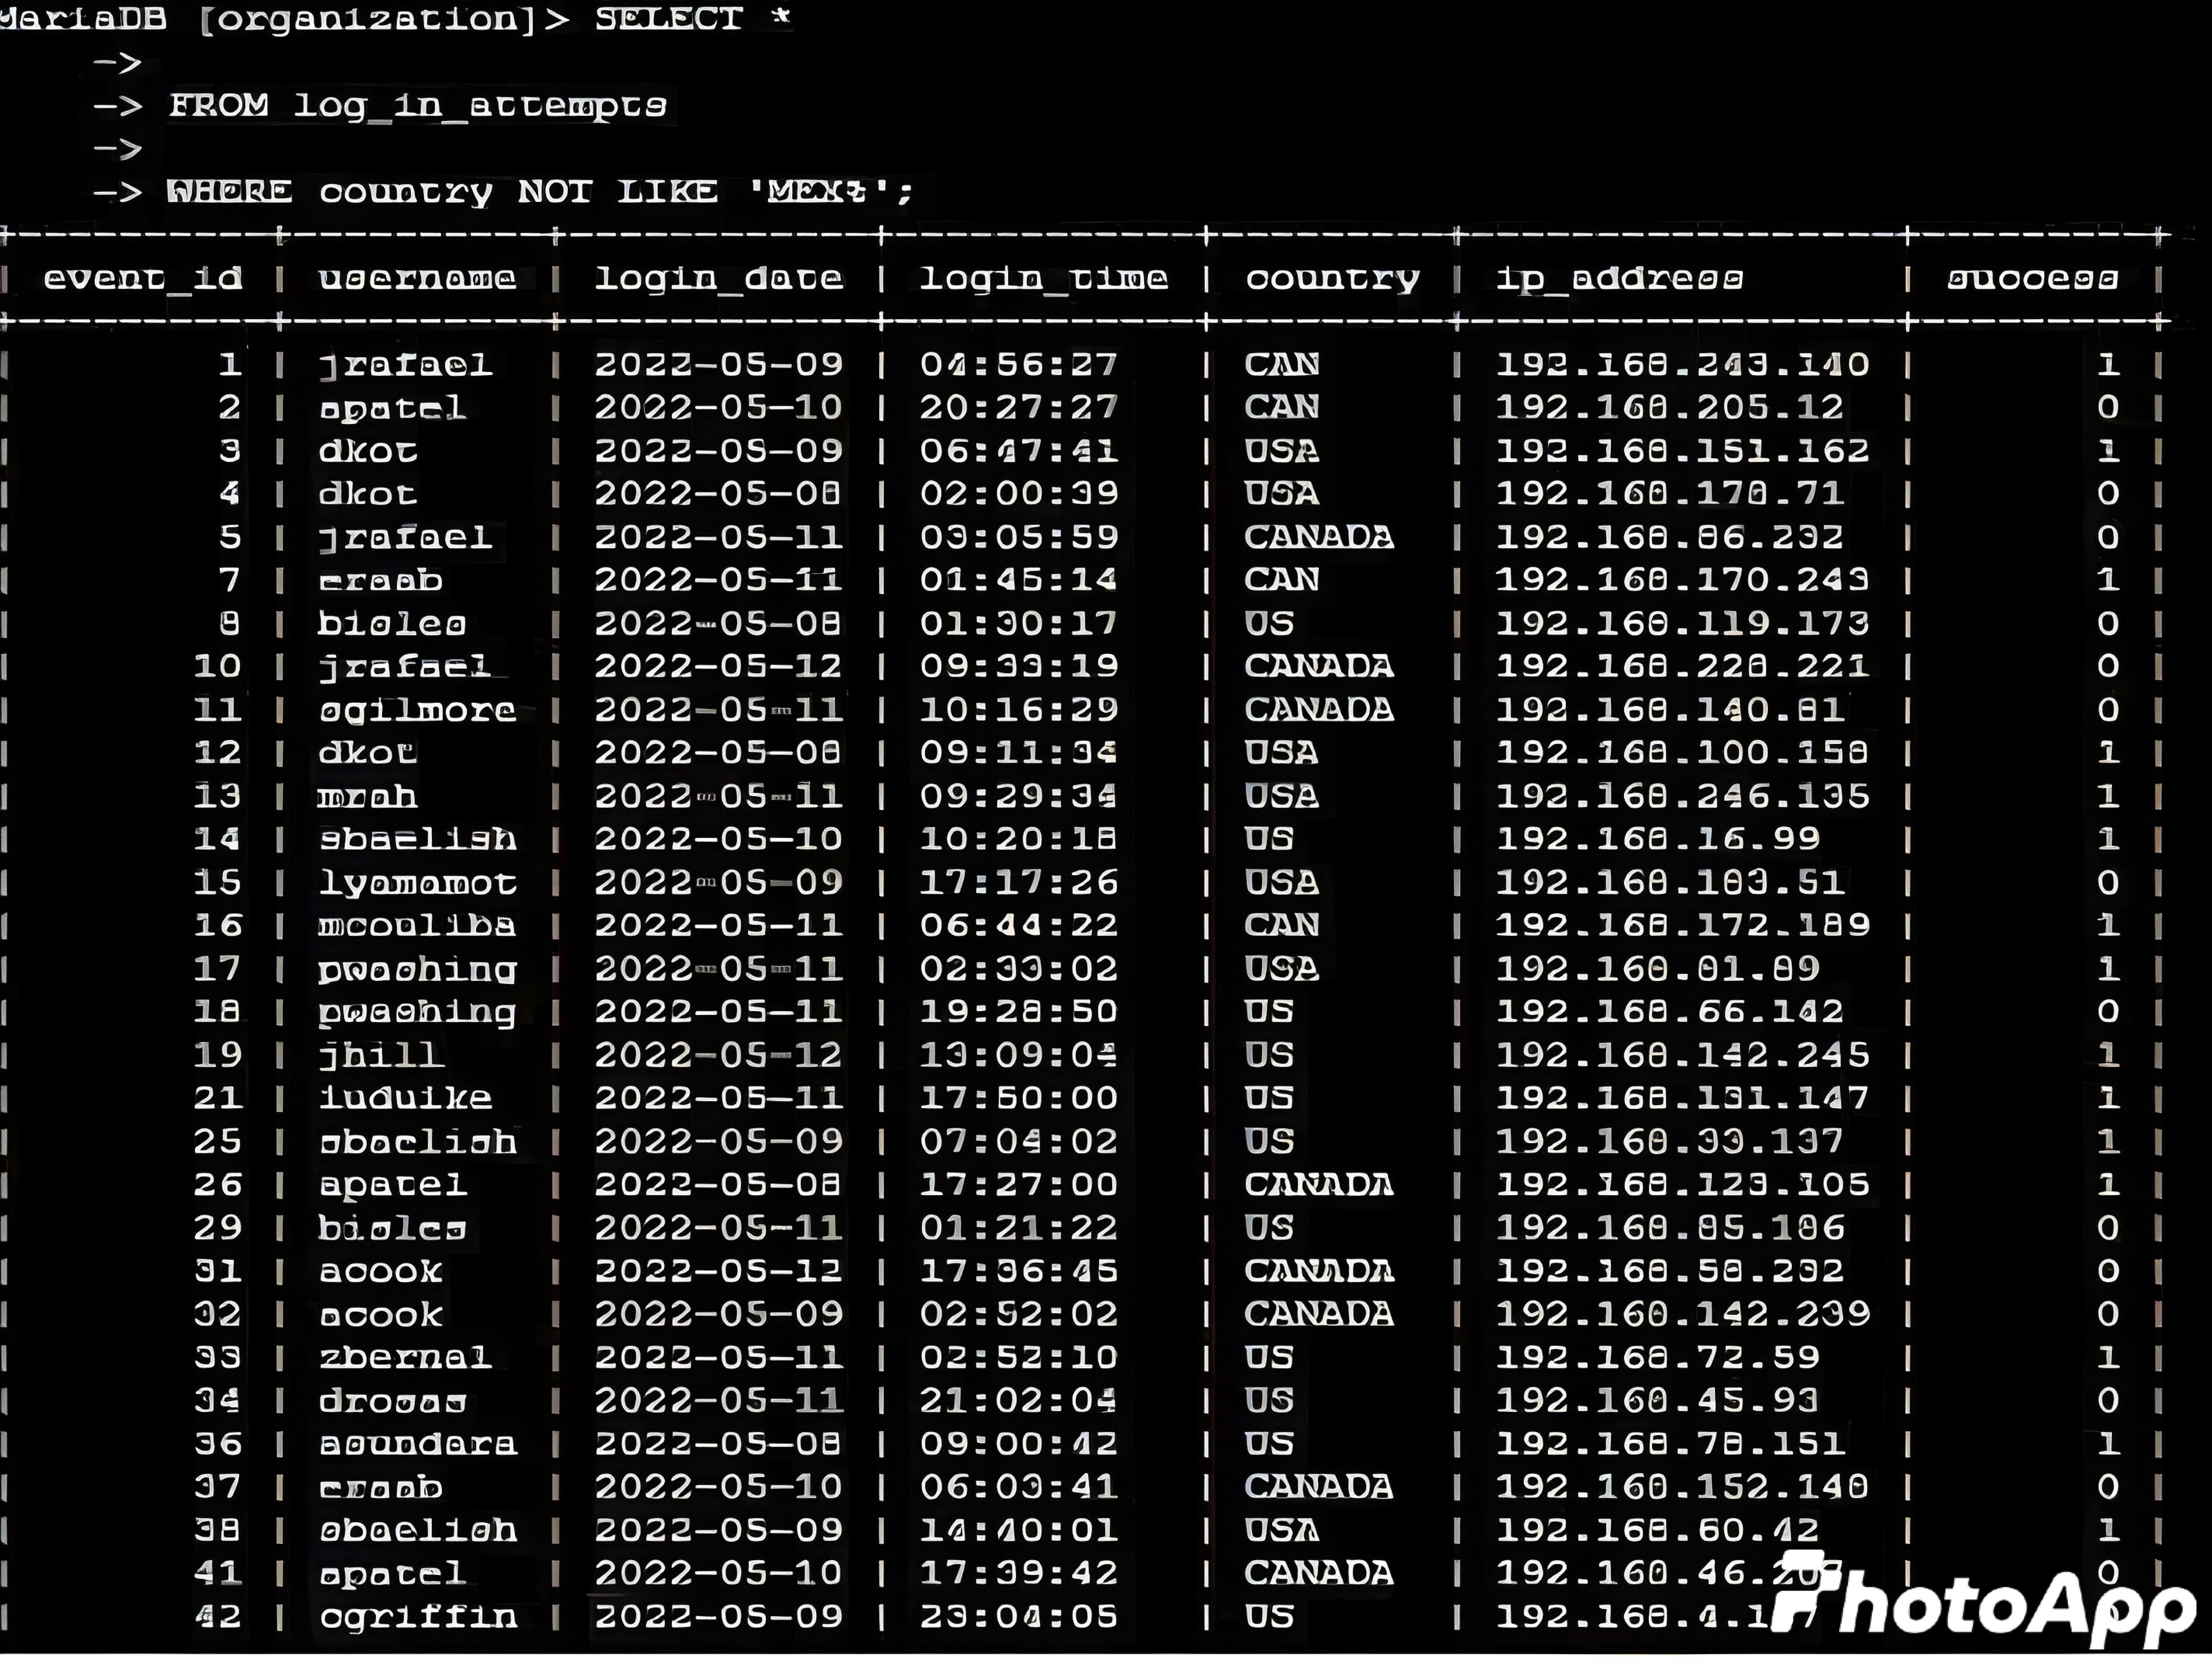 MariaDB [organization]> SELECT *
->
-> FROM log_in_attempts
->
-> WHERE country NOT LIKE 'MEX%';
| event_id | username | login_date | login_time | country | ip_address | success |
| 1 | jrafael | 2022-05-09 | 04:56:27 | CAN | 192.168.243.140 | 1 |
| 2 | apatel | 2022-05-10 | 20:27:27 | CAN | 192.168.205.12 | 0 |
| 3 | dkot | 2022-05-09 | 06:47:41 | USA | 192.168.151.162 | 1 |
| 4 | dkot | 2022-05-08 | 02:00:39 | USA | 192.168.178.71 | 0 |
| 5 | jrafael | 2022-05-11 | 03:05:59 | CANADA | 192.168.86.232 | 0 |
| 7 | eraab | 2022-05-11 | 01:45:14 | CAN | 192.168.170.243 | 1 |
| 8 | bisles | 2022-05-08 | 01:30:17 | US | 192.168.119.173 | 0 |
| 10 | jrafael | 2022-05-12 | 09:33:19 | CANADA | 192.168.228.221 | 0 |
| 11 | sgilmore | 2022-05-11 | 10:16:29 | CANADA | 192.168.140.81 | 0 |
| 12 | dkot | 2022-05-08 | 09:11:34 | USA | 192.168.100.158 | 1 |
| 13 | mrah | 2022-05-11 | 09:29:34 | USA | 192.168.246.135 | 1 |
| 14 | sbaelish | 2022-05-10 | 10:20:18 | US | 192.168.16.99 | 1 |
| 15 | lyamamot | 2022-05-09 | 17:17:26 | USA | 192.168.183.51 | 0 |
| 16 | mcouliba | 2022-05-11 | 06:44:22 | CAN | 192.168.172.189 | 1 |
| 17 | pwashing | 2022-05-11 | 02:33:02 | USA | 192.168.81.89 | 1 |
| 18 | pwashing | 2022-05-11 | 19:28:50 | US | 192.168.66.142 | 0 |
| 19 | jhill | 2022-05-12 | 13:09:04 | US | 192.168.142.245 | 1 |
| 21 | iuduike | 2022-05-11 | 17:50:00 | US | 192.168.131.147 | 1 |
| 25 | sbaelish | 2022-05-09 | 07:04:02 | US | 192.168.33.137 | 1 |
| 26 | apatel | 2022-05-08 | 17:27:00 | CANADA | 192.168.123.105 | 1 |
| 29 | bisles | 2022-05-11 | 01:21:22 | US | 192.168.85.186 | 0 |
| 31 | acook | 2022-05-12 | 17:36:45 | CANADA | 192.168.58.232 | 0 |
| 32 | acook | 2022-05-09 | 02:52:02 | CANADA | 192.168.142.239 | 0 |
| 33 | zbernal | 2022-05-11 | 02:52:10 | US | 192.168.72.59 | 1 |
| 34 | drosas | 2022-05-11 | 21:02:04 | US | 192.168.45.93 | 0 |
| 36 | asundara | 2022-05-08 | 09:00:42 | US | 192.168.78.151 | 1 |
| 37 | eraab | 2022-05-10 | 06:03:41 | CANADA | 192.168.152.148 | 0 |
| 38 | sbaelish | 2022-05-09 | 14:40:01 | USA | 192.168.60.42 | 1 |
| 41 | apatel | 2022-05-10 | 17:39:42 | CANADA | 0 |
| 42 | cgriffin | 2022-05-09 | 23:04:05 | US |
PhotoApp